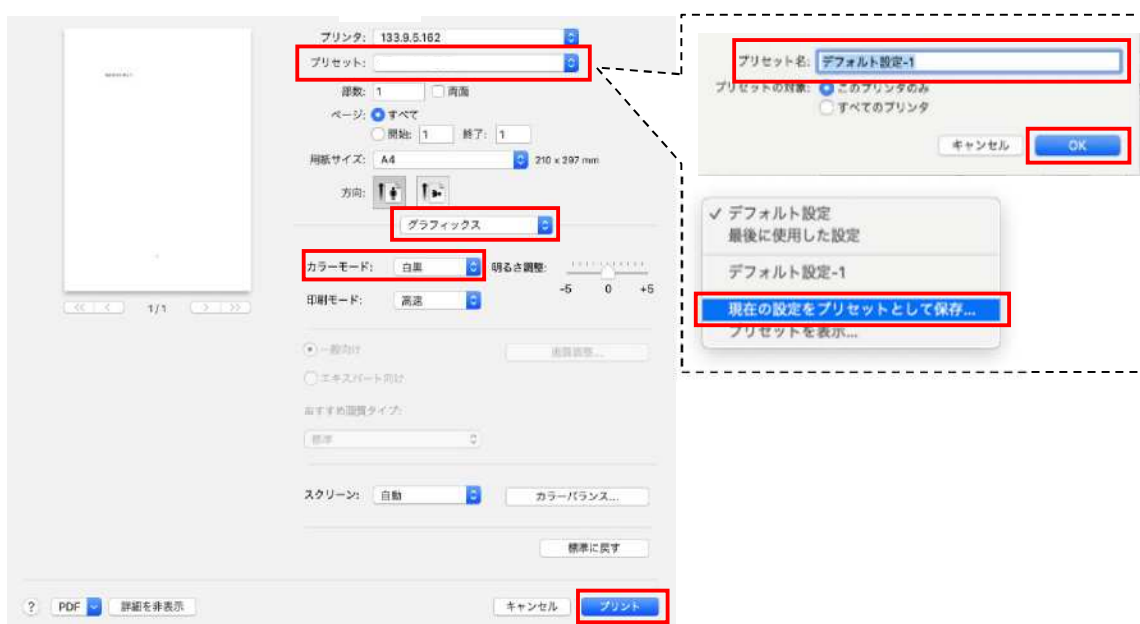 プリンタ: 133.9.5.162
プリセット:
部数: 1 両面
ページ: すべて
開始: 1 終了: 1
用紙サイズ: A4 210 x 297 mm
方向:
グラフィックス
カラーモード: 白黒 明るさ調整:
-5 0 +5
印刷モード: 高速
1/1
一般向け 画質調整...
エキスパート向け
おすすめ画質タイプ:
標準
スクリーン: 自動 カラーバランス...
標準に戻す
? PDF 詳細を非表示 キャンセル プリント
プリセット名: デフォルト設定-1
プリセットの対象: このプリンタのみ
すべてのプリンタ
キャンセル OK
✓ デフォルト設定
最後に使用した設定
デフォルト設定-1
現在の設定をプリセットとして保存...
プリセットを表示...